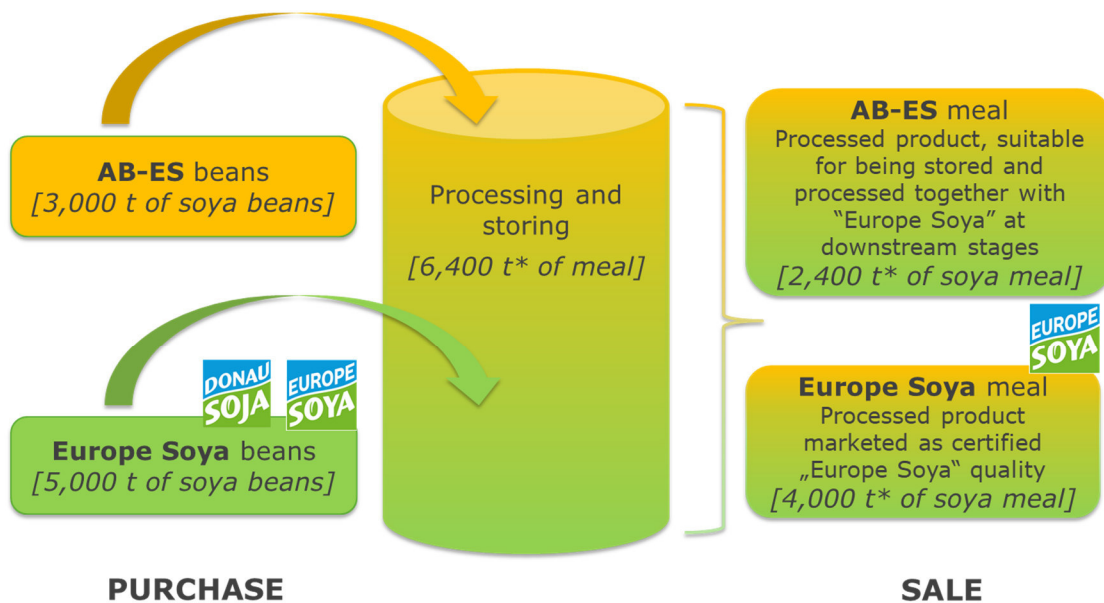 AB-ES beans
[3,000 t of soya beans]
DONAU
SOJA
EUROPE
SOYA
Europe Soya beans
[5,000 t of soya beans]
PURCHASE
Processing and
storing
[6,400 t* of meal]
AB-ES meal
Processed product, suitable
for being stored and
processed together with
“Europe Soya” at
downstream stages
[2,400 t* of soya meal]
EUROPE
SOYA
Europe Soya meal
Processed product
marketed as certified
„Europe Soya“ quality
[4,000 t* of soya meal]
SALE